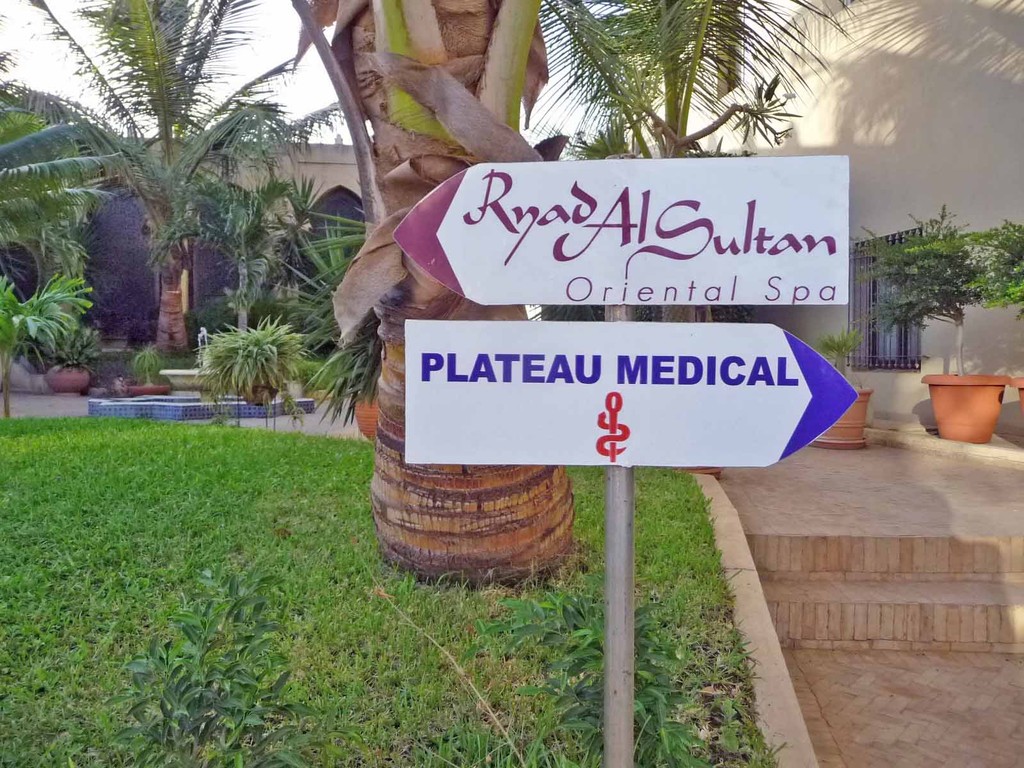 Ryad Al Sultan
Oriental Spa
PLATEAU MEDICAL